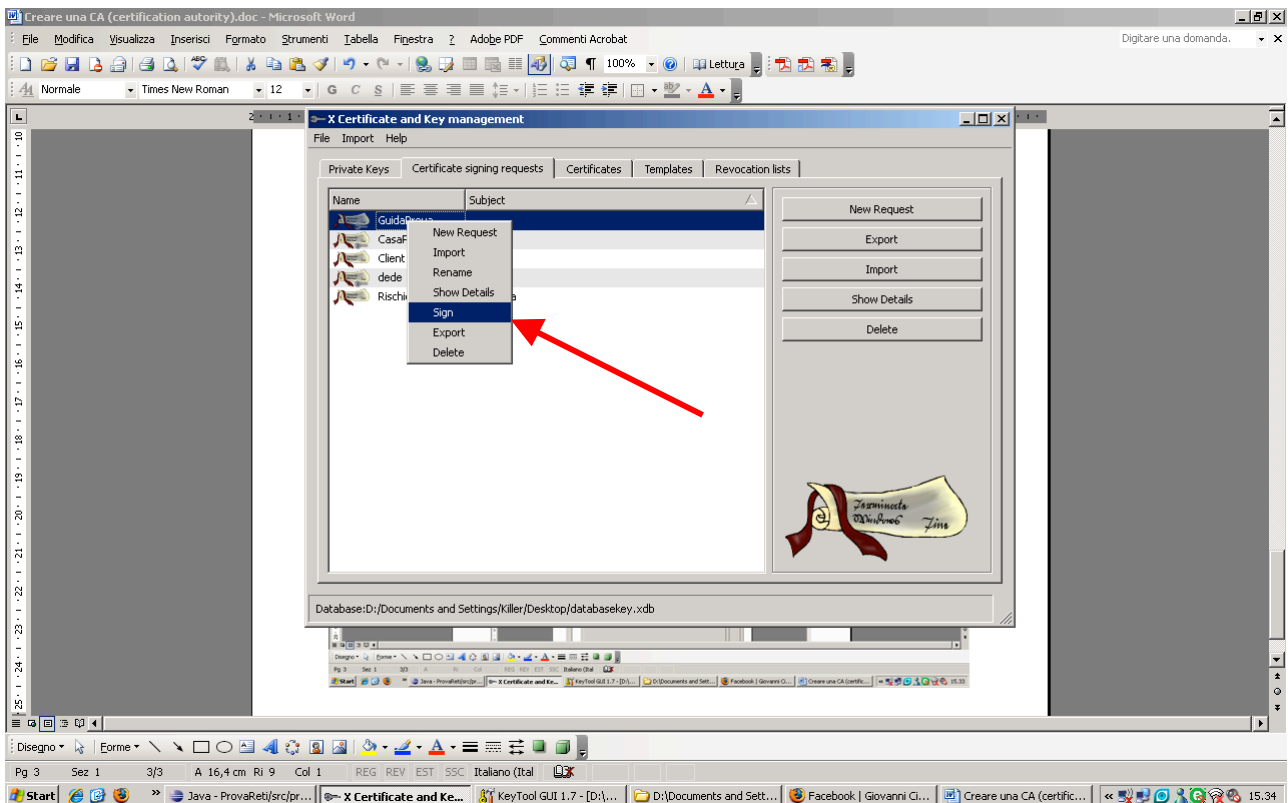 Creare una CA (certification autority).doc - Microsoft Word
File Modifica Visualizza Inserisci Formato Strumenti Tabella Finestra ? Adobe PDF Commenti Acrobat Digitare una domanda.
100% Lettura
Normale Times New Roman 12 G C S
X Certificate and Key management
File Import Help
Private Keys Certificate signing requests Certificates Templates Revocation lists
Name Subject
GuidaProva
CasaF
Client
dede
Rischi
a
New Request
Import
Rename
Show Details
Sign
Export
Delete
New Request
Export
Import
Show Details
Delete
Database:D:/Documents and Settings/Killer/Desktop/databasekey.xdb
Disegno Forme
Pg 3 Sez 1 3/3 A 16,4 cm Ri 9 Col 1 REG REV EST SSC Italiano (Ital
Start Java - ProvaReti/src/pr... X Certificate and Ke... KeyTool GUI 1.7 - [D:\... D:\Documents and Sett... Facebook | Giovanni Ci... Creare una CA (certific... 15.34